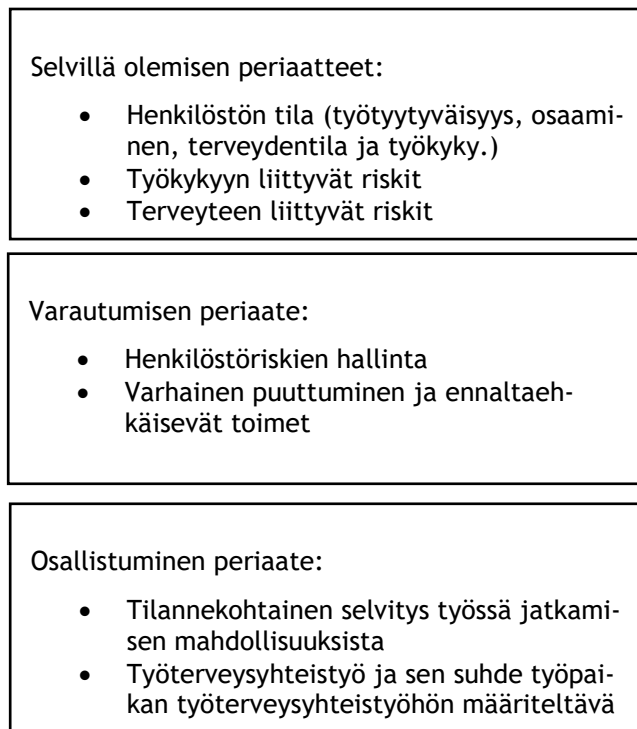 Selvillä olemisen periaatteet:
• Henkilöstön tila (työtyytyväisyys, osaami-
nen, terveydentila ja työkyky.)
• Työkykyyn liittyvät riskit
• Terveyteen liittyvät riskit
Varautumisen periaate:
• Henkilöstöriskien hallinta
• Varhainen puuttuminen ja ennaltaeh-
käisevät toimet
Osallistuminen periaate:
• Tilannekohtainen selvitys työssä jatkami-
sen mahdollisuuksista
• Työterveysyhteistyö ja sen suhde työpai-
kan työterveysyhteistyöhön määriteltävä